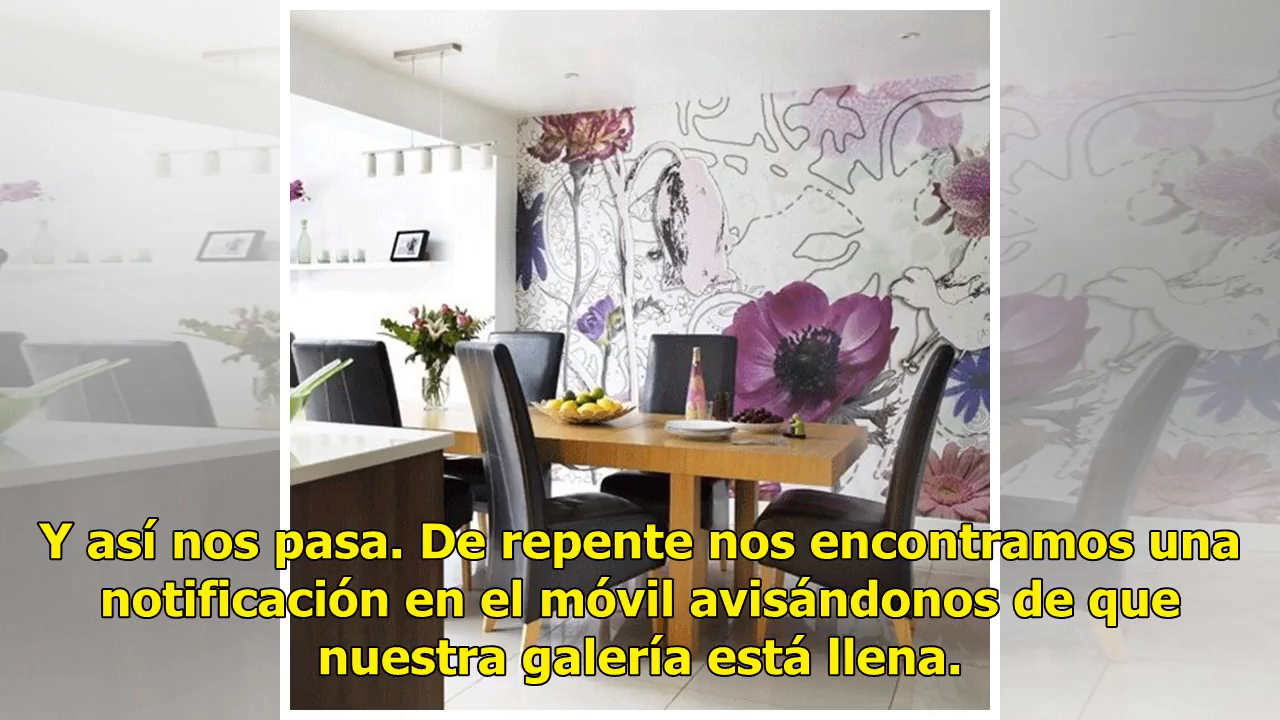 Y así nos pasa. De repente nos encontramos una
notificación en el móvil avisándonos de que
nuestra galería está llena.